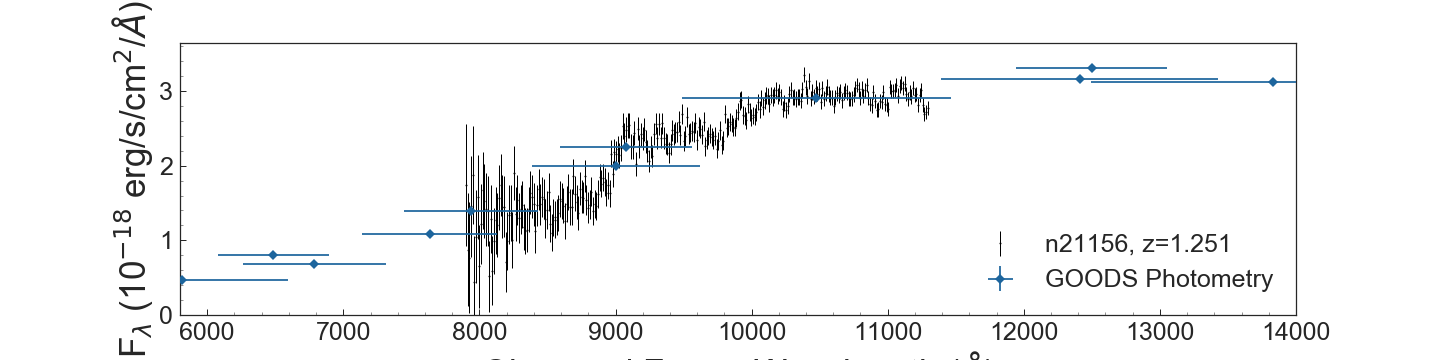 F_λ (10^−18 erg/s/cm^2/Å)
3
2
1
0
n21156, z=1.251
GOODS Photometry
6000 7000 8000 9000 10000 11000 12000 13000 14000